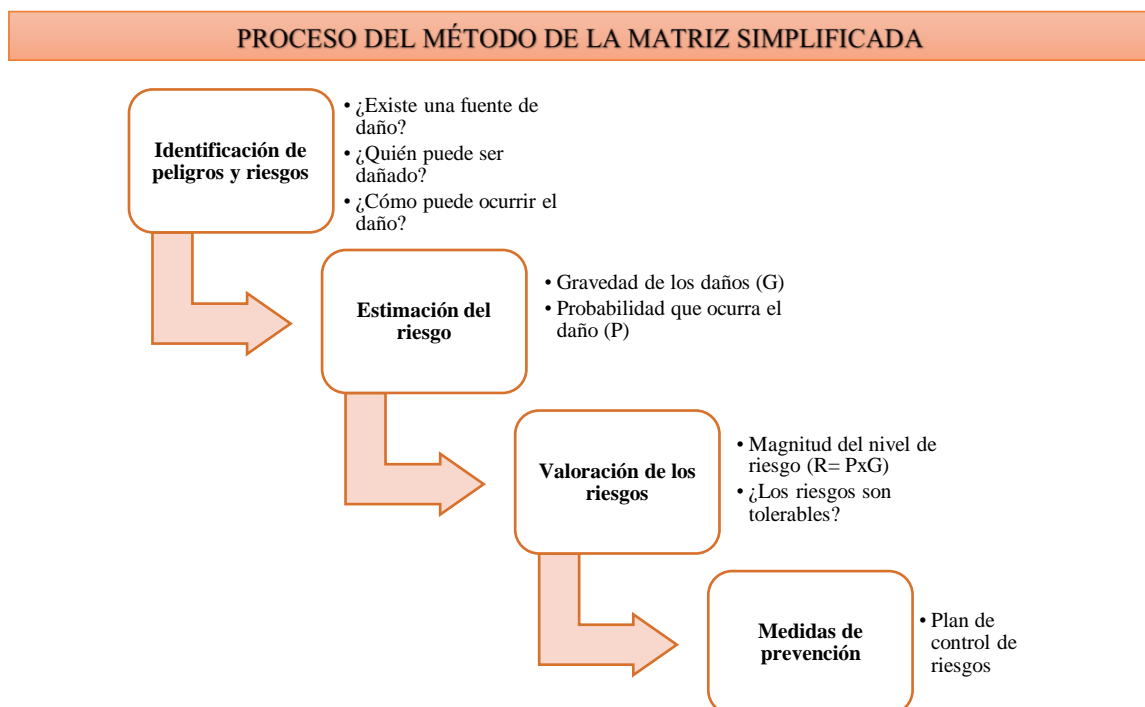 PROCESO DEL MÉTODO DE LA MATRIZ SIMPLIFICADA
Identificación de
peligros y riesgos
• ¿Existe una fuente de
daño?
• ¿Quién puede ser
dañado?
• ¿Cómo puede ocurrir el
daño?
Estimación del
riesgo
• Gravedad de los daños (G)
• Probabilidad que ocurra el
daño (P)
Valoración de los
riesgos
• Magnitud del nivel de
riesgo (R= PxG)
• ¿Los riesgos son
tolerables?
Medidas de
prevención
• Plan de
control de
riesgos